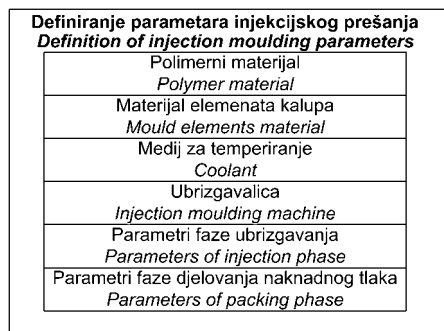 Definiranje parametara injekcijskog prešanja
Definition of injection moulding parameters
Polimerni materijal
Polymer material
Materijal elemenata kalupa
Mould elements material
Medij za temperiranje
Coolant
Ubrizgavalica
Injection moulding machine
Parametri faze ubrizgavanja
Parameters of injection phase
Parametri faze djelovanja naknadnog tlaka
Parameters of packing phase